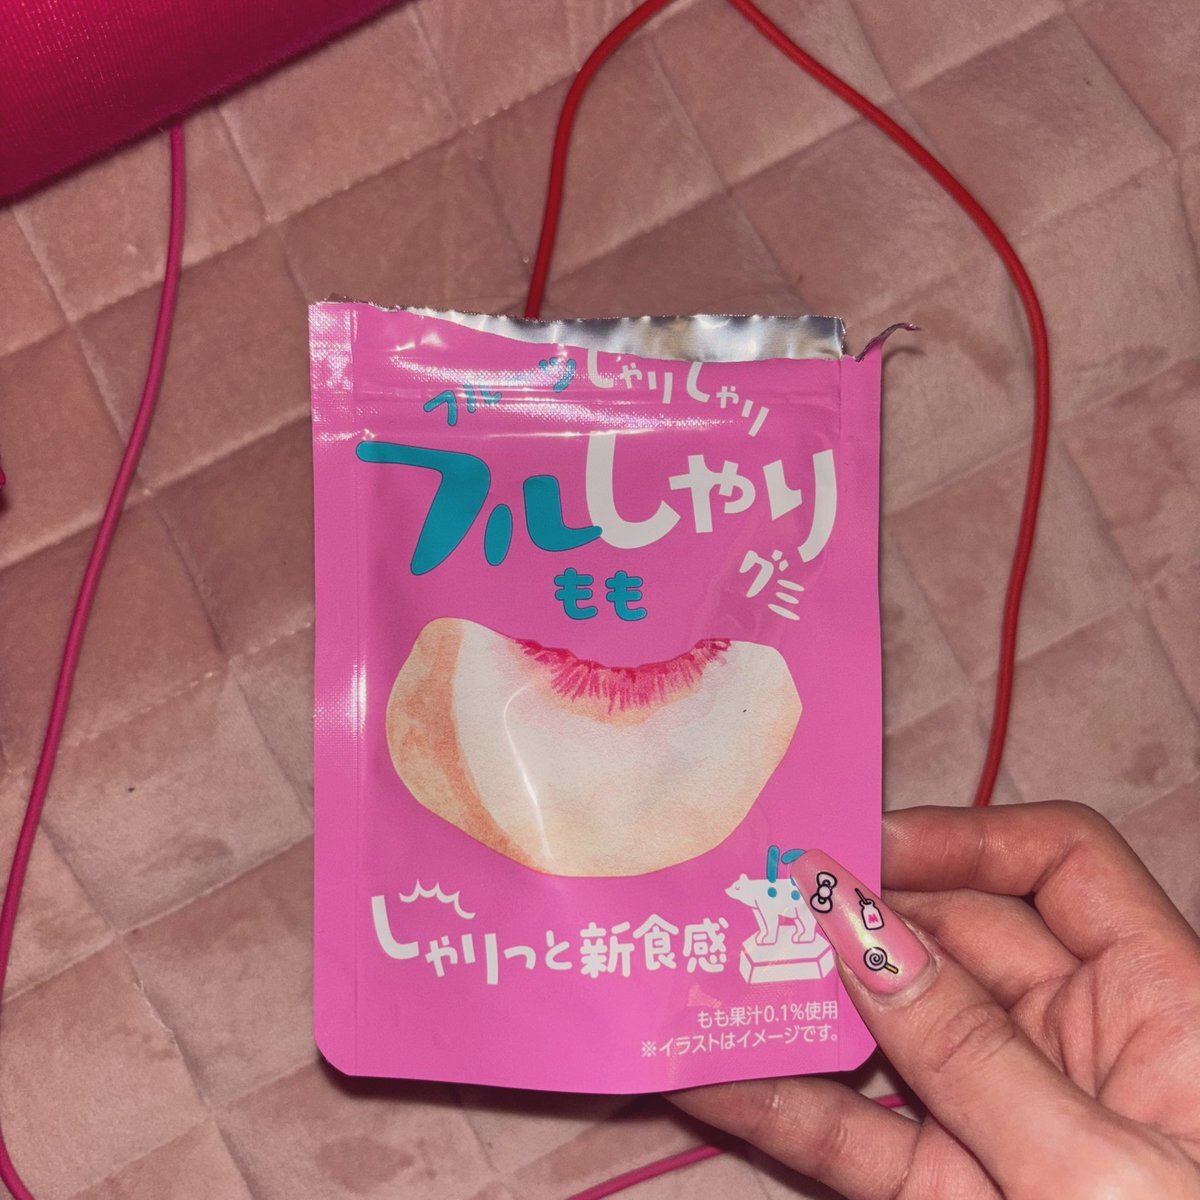 フルーツしゃりしゃり
フルしゃり
グミ
もも
しゃりっと新食感
もも果汁0.1%使用
※イラストはイメージです。